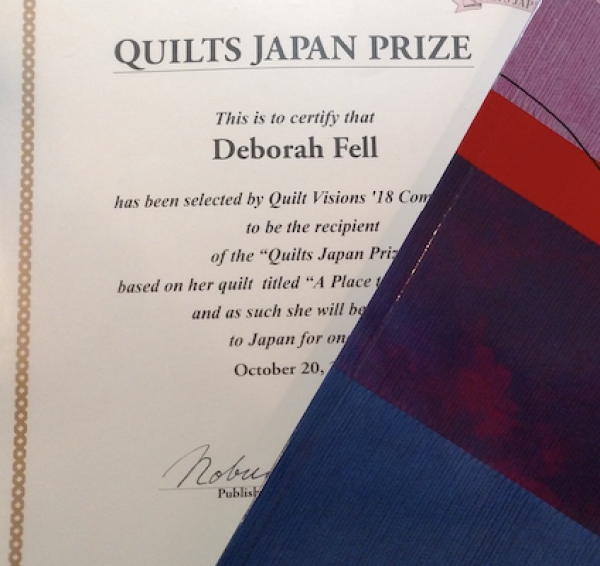 QUILTS JAPAN PRIZE
This is to certify that
Deborah Fell
has been selected by Quilt Visions '18
to be the recipient
of the “Quilts Japan
based on her quilt titled “A Place
and as such she will
to Japan for
October 20,